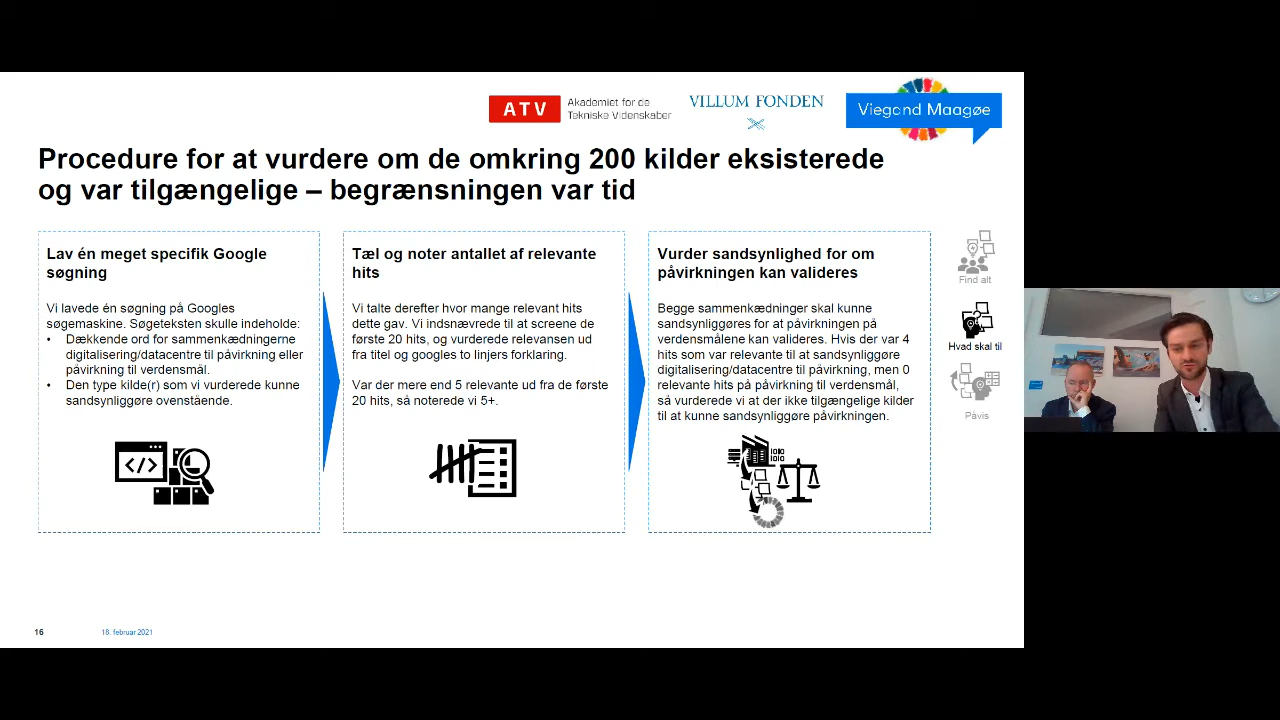 ATV
Akademiet for de
Tekniske Videnskaber
VILLUM FONDEN
Viegand Maagøe
Procedure for at vurdere om de omkring 200 kilder eksisterede
og var tilgængelige – begrænsningen var tid
Lav én meget specifik Google
søgning
Vi lavede én søgning på Googles
søgemaskine. Søgeteksten skulle indeholde:
• Dækkende ord for sammenkædningerne
digitalisering/datacentre til påvirkning eller
påvirkning til verdensmål.
• Den type kilde(r) som vi vurderede kunne
sandsynliggøre ovenstående.
Tæl og noter antallet af relevante
hits
Vi talte derefter hvor mange relevant hits
dette gav. Vi indsnævrede til at screene de
første 20 hits, og vurderede relevansen ud
fra titel og googles to linjers forklaring.
Var der mere end 5 relevante ud fra de første
20 hits, så noterede vi 5+.
Vurder sandsynlighed for om
påvirkningen kan valideres
Begge sammenkædninger skal kunne
sandsynliggøres for at påvirkningen på
verdensmålene kan valideres. Hvis der var 4
hits som var relevante til at sandsynliggøre
digitalisering/datacentre til påvirkning, men 0
relevante hits på påvirkning til verdensmål,
så vurderede vi at der ikke tilgængelige kilder
til at kunne sandsynliggøre påvirkningen.
Find alt
Hvad skal til
Påvis
16
18. februar 2021